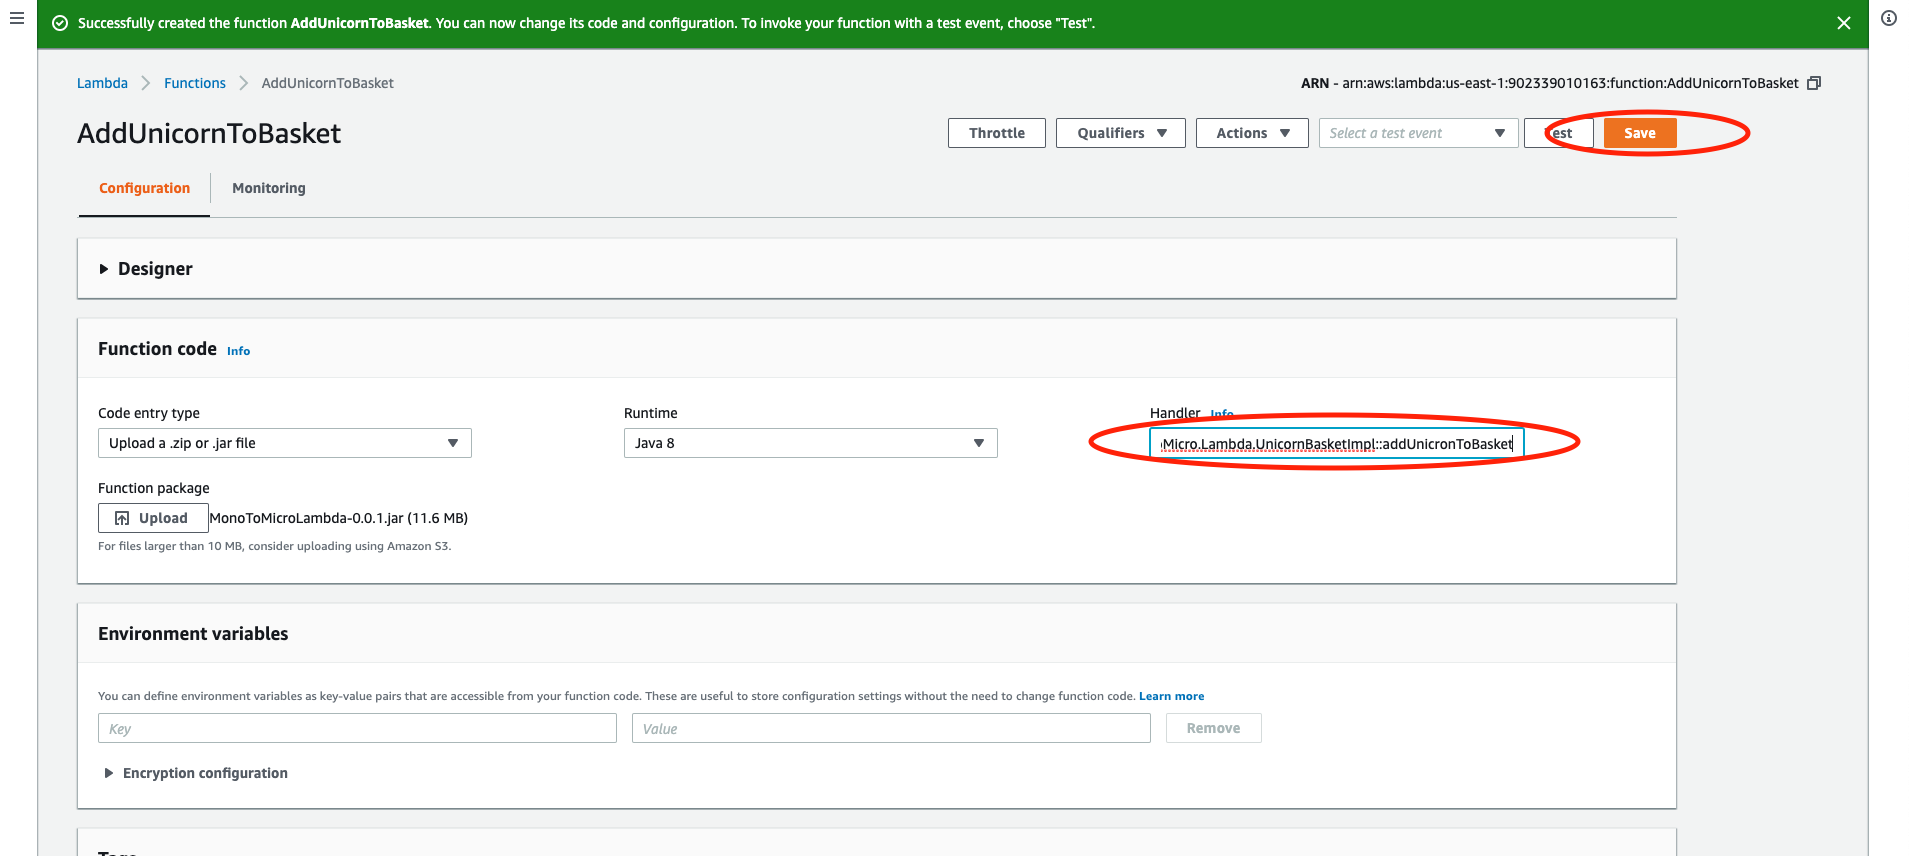 Successfully created the function AddUnicornToBasket. You can now change its code and configuration. To invoke your function with a test event, choose "Test".
Lambda Functions AddUnicornToBasket
ARN - arn:aws:lambda:us-east-1:902339010163:function:AddUnicornToBasket
AddUnicornToBasket
Throttle Qualifiers Actions Select a test event Test Save
Configuration Monitoring
Designer
Function code Info
Code entry type Runtime Handler Info
Upload a .zip or .jar file Java 8 Micro.Lambda.UnicornBasketImpl::addUnicronToBasket
Function package
Upload MonoToMicroLambda-0.0.1.jar (11.6 MB)
For files larger than 10 MB, consider uploading using Amazon S3.
Environment variables
You can define environment variables as key-value pairs that are accessible from your function code. These are useful to store configuration settings without the need to change function code. Learn more
Key Value Remove
Encryption configuration
Tags